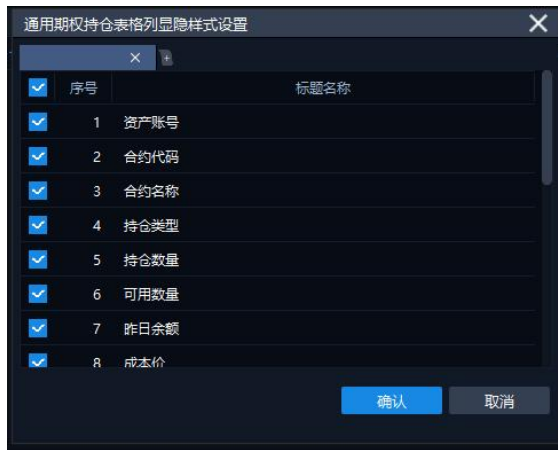 通用期权持仓表格列显隐样式设置
序号 标题名称
1 资产账号
2 合约代码
3 合约名称
4 持仓类型
5 持仓数量
6 可用数量
7 昨日余额
8 成本价
确认 取消